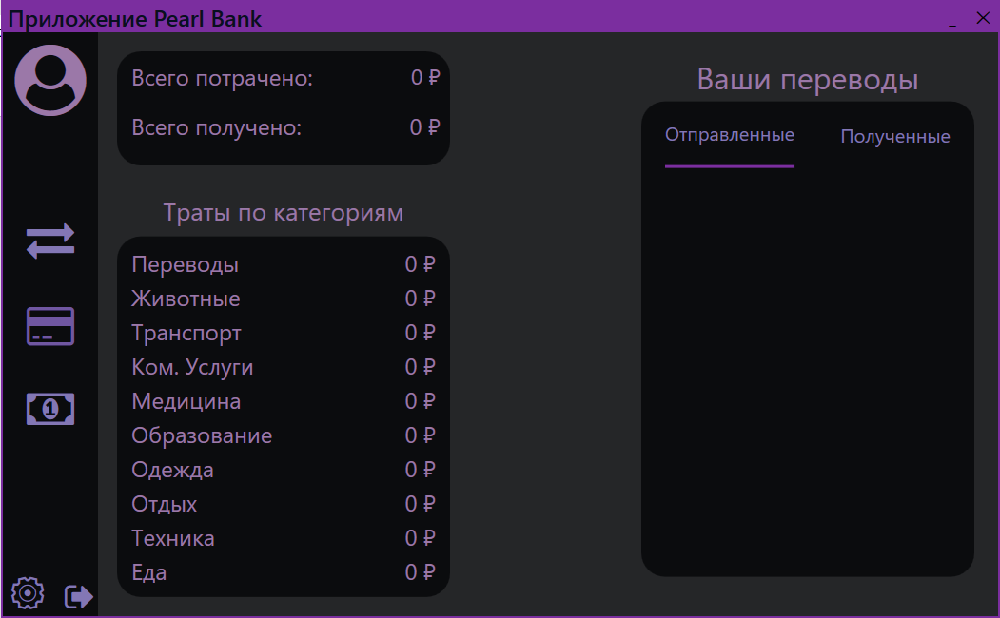 Приложение Pearl Bank
Всего потрачено: 0 ₽
Всего получено: 0 ₽
Траты по категориям
Переводы 0 ₽
Животные 0 ₽
Транспорт 0 ₽
Ком. Услуги 0 ₽
Медицина 0 ₽
Образование 0 ₽
Одежда 0 ₽
Отдых 0 ₽
Техника 0 ₽
Еда 0 ₽
Ваши переводы
Отправленные Полученные
1